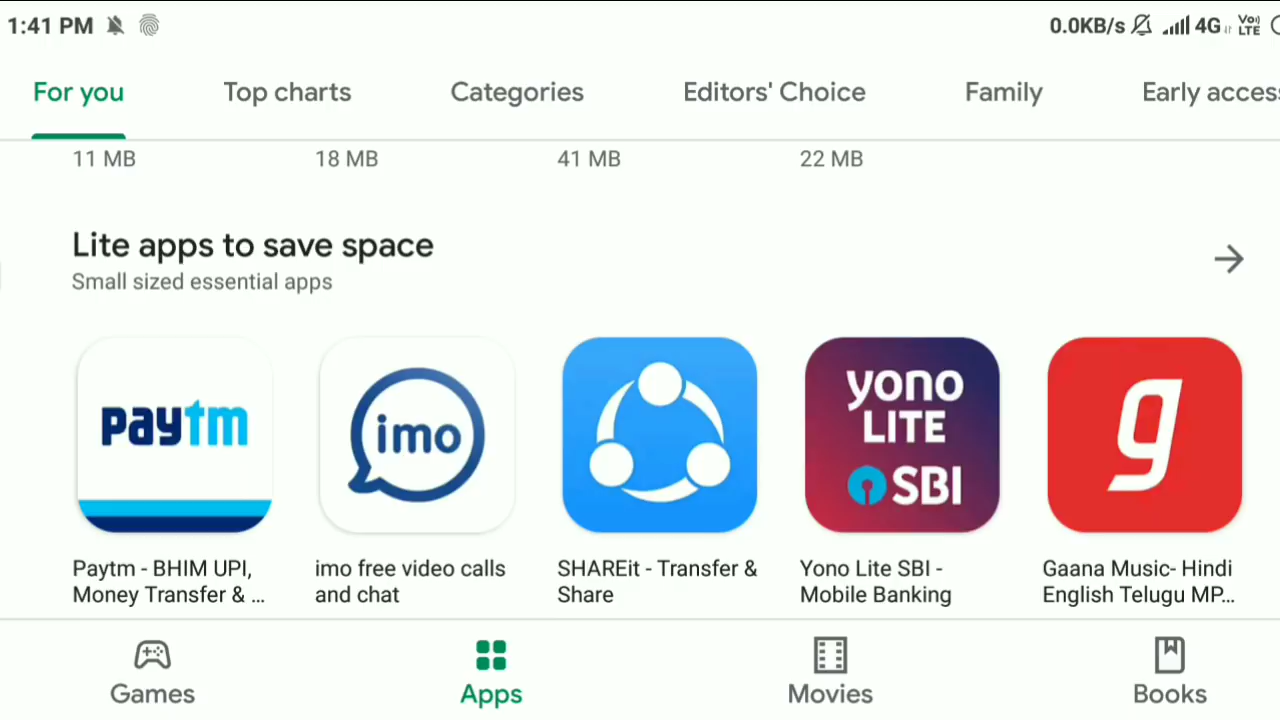 1:41 PM
0.0KB/s 4G Vo) LTE
For you Top charts Categories Editors' Choice Family Early access
11 MB 18 MB 41 MB 22 MB
Lite apps to save space
Small sized essential apps
paytm
imo
yono
LITE
SBI
g
Paytm - BHIM UPI,
Money Transfer & ...
imo free video calls
and chat
SHAREit - Transfer &
Share
Yono Lite SBI -
Mobile Banking
Gaana Music- Hindi
English Telugu MP...
Games Apps Movies Books